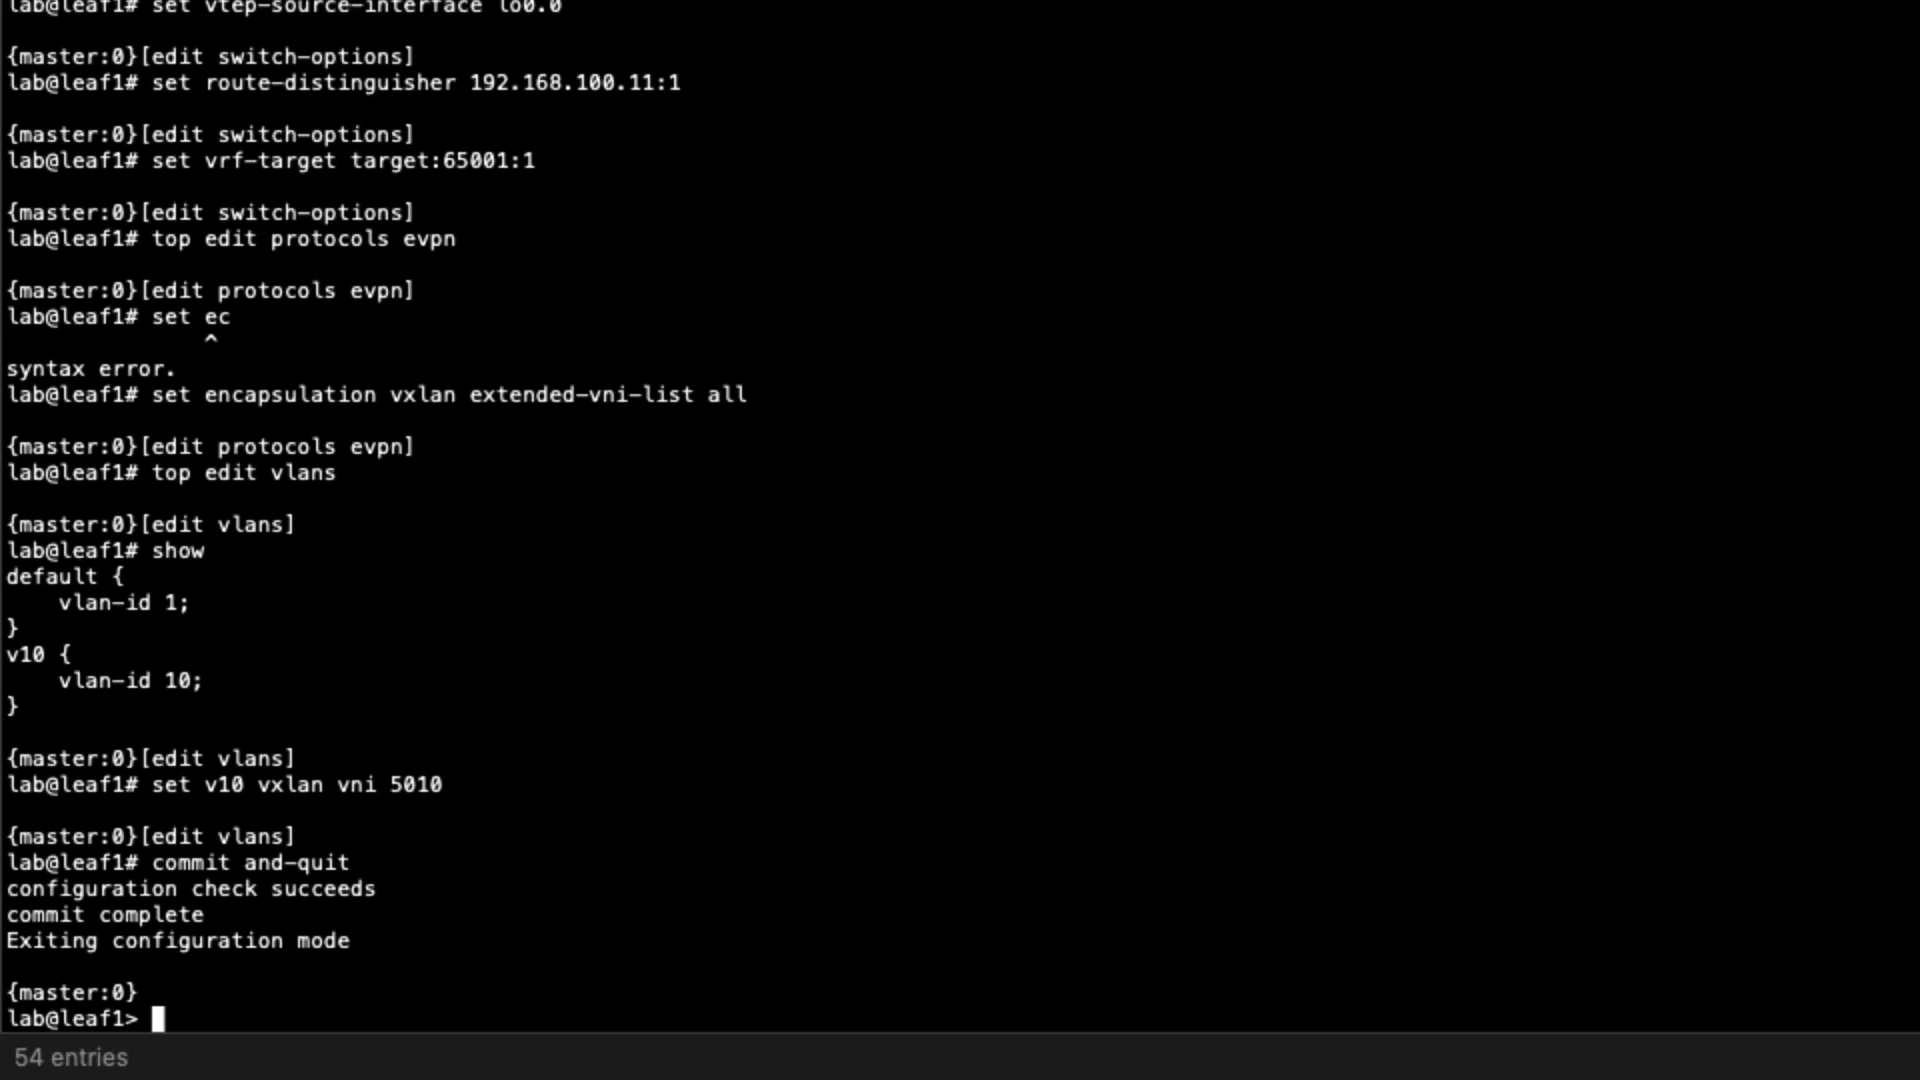 lab@leaf1# set vtep-source-interface lo0.0
{master:0}[edit switch-options]
lab@leaf1# set route-distinguisher 192.168.100.11:1
{master:0}[edit switch-options]
lab@leaf1# set vrf-target target:65001:1
{master:0}[edit switch-options]
lab@leaf1# top edit protocols evpn
{master:0}[edit protocols evpn]
lab@leaf1# set ec
^
syntax error.
lab@leaf1# set encapsulation vxlan extended-vni-list all
{master:0}[edit protocols evpn]
lab@leaf1# top edit vlans
{master:0}[edit vlans]
lab@leaf1# show
default {
    vlan-id 1;
}
v10 {
    vlan-id 10;
}
{master:0}[edit vlans]
lab@leaf1# set v10 vxlan vni 5010
{master:0}[edit vlans]
lab@leaf1# commit and-quit
configuration check succeeds
commit complete
Exiting configuration mode
{master:0}
lab@leaf1>
54 entries